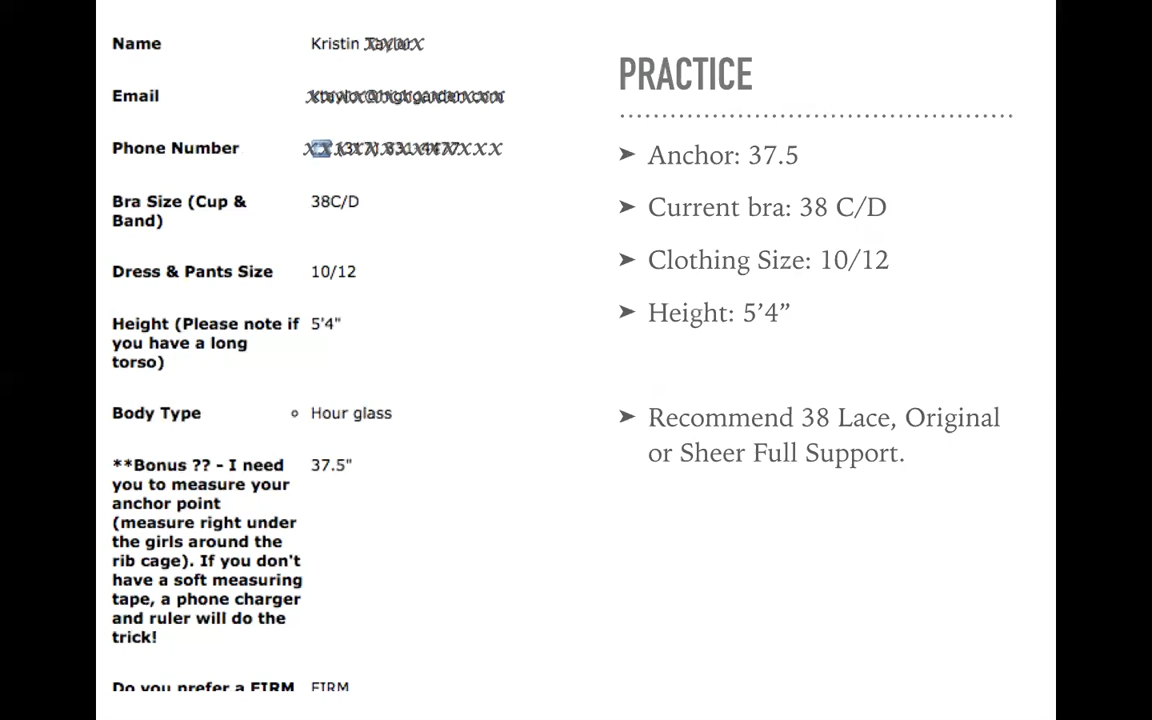 Name
Kristin
Email
Phone Number
Bra Size (Cup &
Band)
38C/D
Dress & Pants Size
10/12
Height (Please note if
you have a long
torso)
5'4"
Body Type
Hour glass
**Bonus ?? - I need
you to measure your
anchor point
(measure right under
the girls around the
rib cage). If you don't
have a soft measuring
tape, a phone charger
and ruler will do the
trick!
37.5"
Do you prefer a FIRM
FIRM
PRACTICE
➤ Anchor: 37.5
➤ Current bra: 38 C/D
➤ Clothing Size: 10/12
➤ Height: 5’4”
➤ Recommend 38 Lace, Original
or Sheer Full Support.